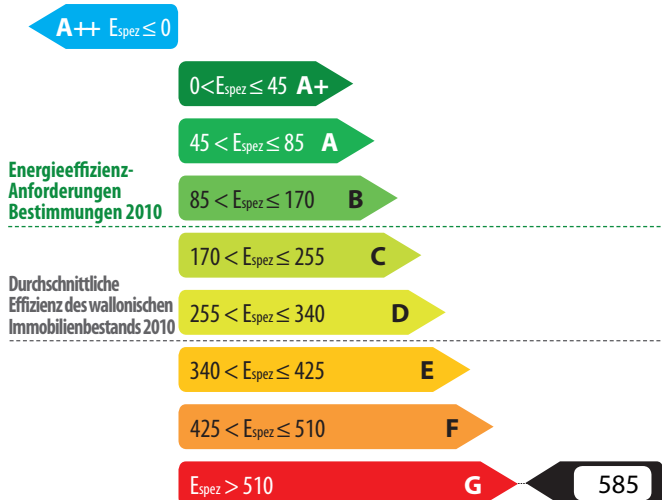 A++ Espez ≤ 0
0<Espez ≤ 45 A+
45 < Espez ≤ 85 A
Energieeffizienz-
Anforderungen
Bestimmungen 2010
85 < Espez ≤ 170 B
170 < Espez ≤ 255 C
Durchschnittliche
Effizienz des wallonischen
Immobilienbestands 2010
255 < Espez ≤ 340 D
340 < Espez ≤ 425 E
425 < Espez ≤ 510 F
Espez > 510 G 585